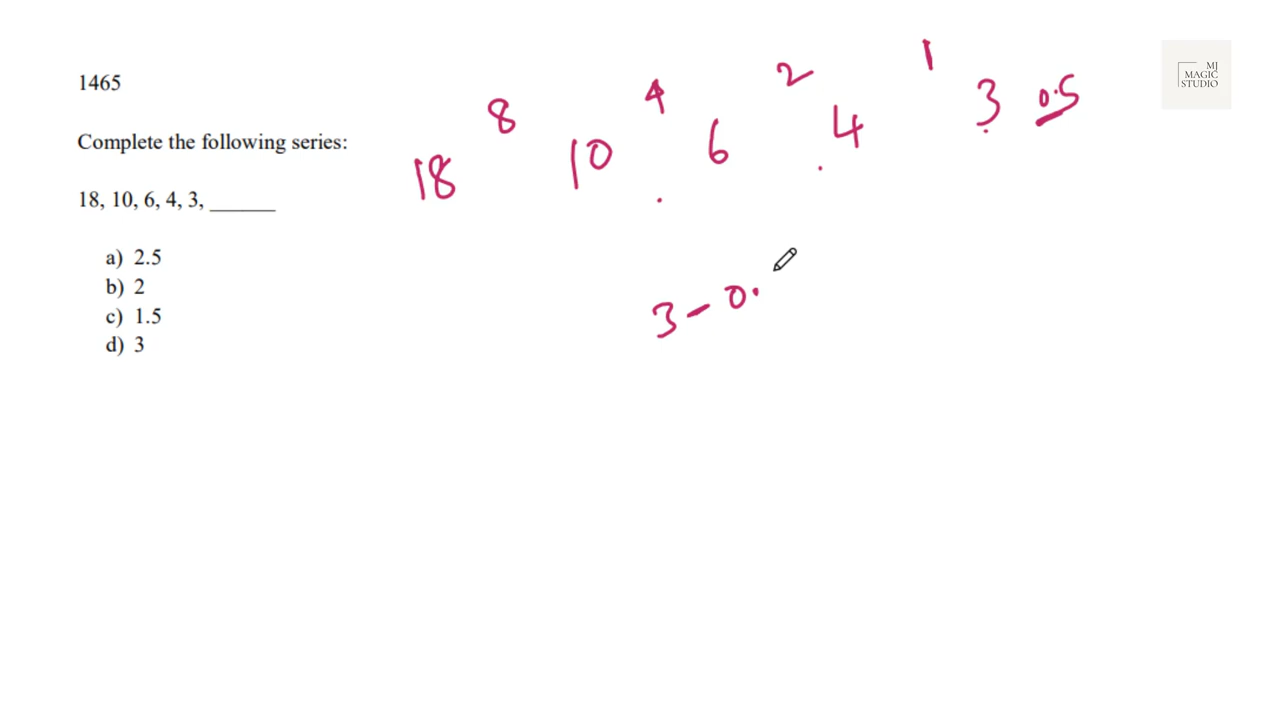 1465
Complete the following series:
18, 10, 6, 4, 3, ______
a) 2.5
b) 2
c) 1.5
d) 3
8 4 2 1
18 10 6 4 3 0.5
3 - 0.
MJ
MAGIC
STUDIO